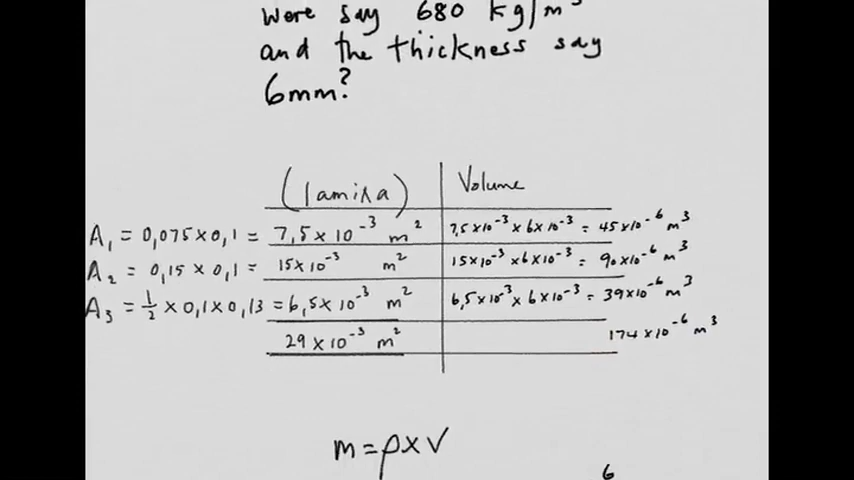 were say 680 kg/m³
and the thickness say
6mm?
(lamina) Volume
A₁ = 0,075 x 0,1 = 7,5 x 10⁻³ m² 7,5 x 10⁻³ x 6 x 10⁻³ = 45 x 10⁻⁶ m³
A₂ = 0,15 x 0,1 = 15 x 10⁻³ m² 15 x 10⁻³ x 6 x 10⁻³ = 90 x 10⁻⁶ m³
A₃ = ½ x 0,1 x 0,13 = 6,5 x 10⁻³ m² 6,5 x 10⁻³ x 6 x 10⁻³ = 39 x 10⁻⁶ m³
29 x 10⁻³ m² 174 x 10⁻⁶ m³
m = ρ x V
6